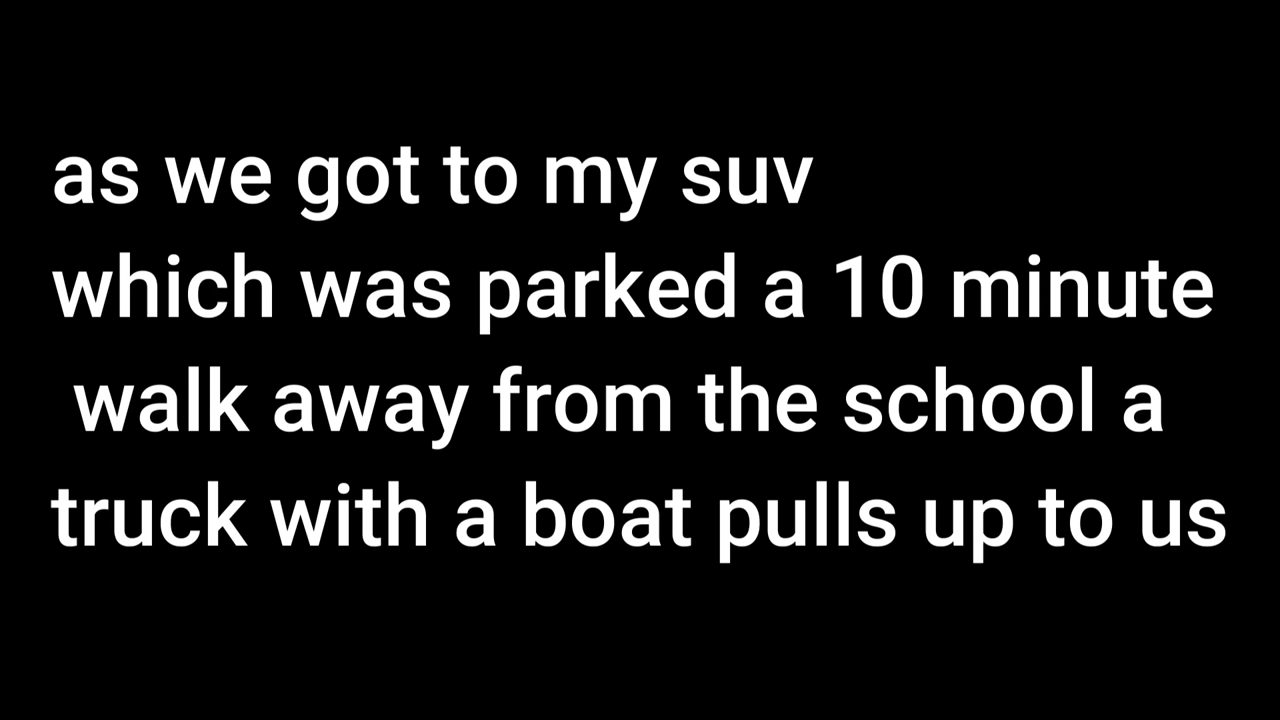 as we got to my suv
which was parked a 10 minute
walk away from the school a
truck with a boat pulls up to us